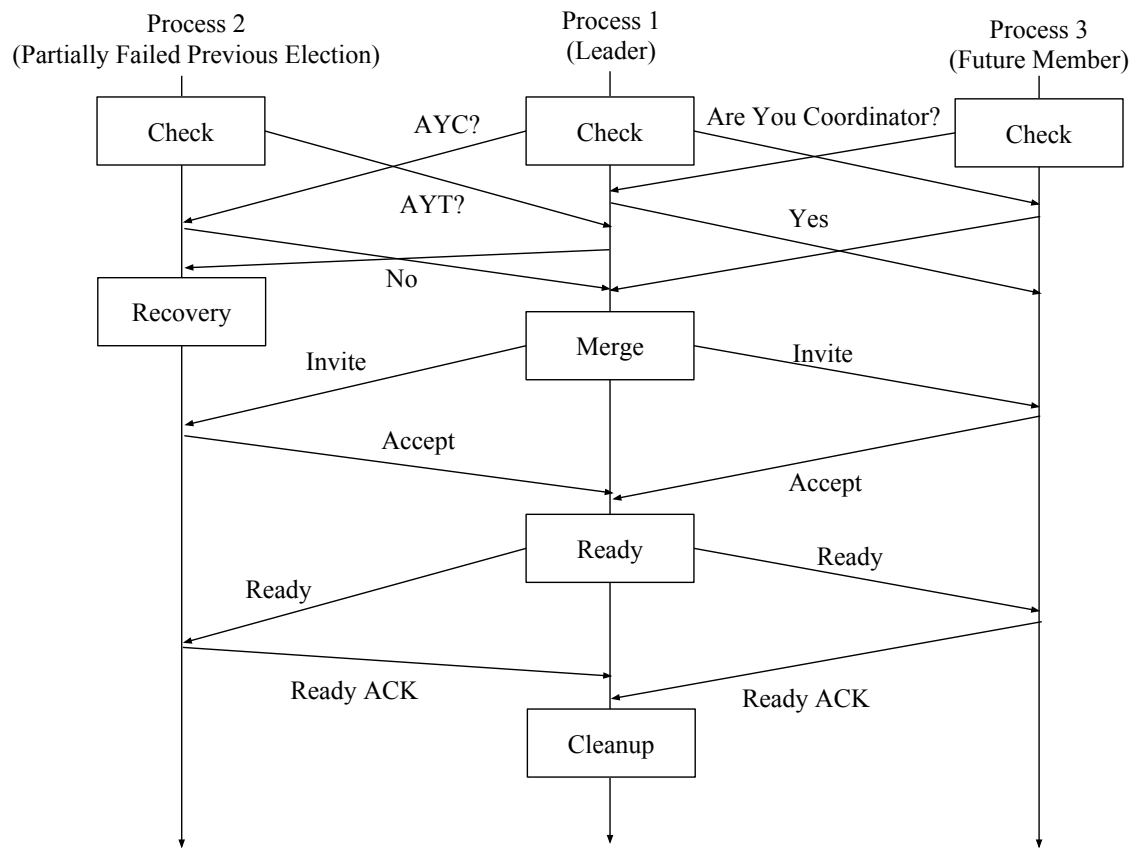 Process 2
(Partially Failed Previous Election)
Process 1
(Leader)
Process 3
(Future Member)
Check
AYC?
Check
Are You Coordinator?
Check
AYT?
Yes
No
Recovery
Merge
Invite
Invite
Accept
Accept
Ready
Ready
Ready
Ready ACK
Ready ACK
Cleanup